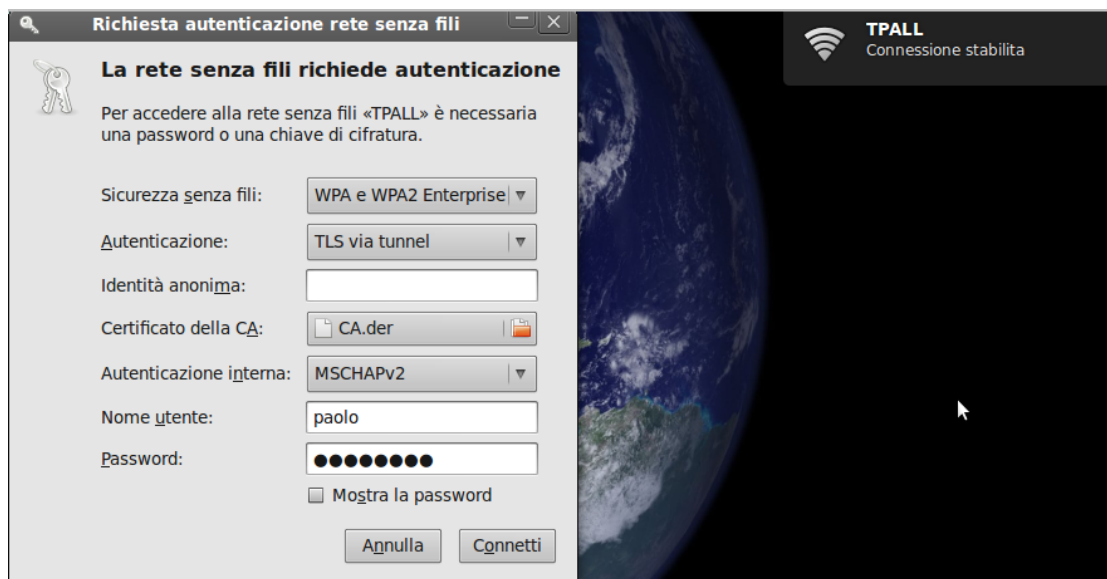 Richiesta autenticazione rete senza fili
La rete senza fili richiede autenticazione
Per accedere alla rete senza fili «TPALL» è necessaria
una password o una chiave di cifratura.
Sicurezza senza fili: WPA e WPA2 Enterprise
Autenticazione: TLS via tunnel
Identità anonima:
Certificato della CA: CA.der
Autenticazione interna: MSCHAPv2
Nome utente: paolo
Password: ●●●●●●●●
Mostra la password
Annulla Connetti
TPALL
Connessione stabilita